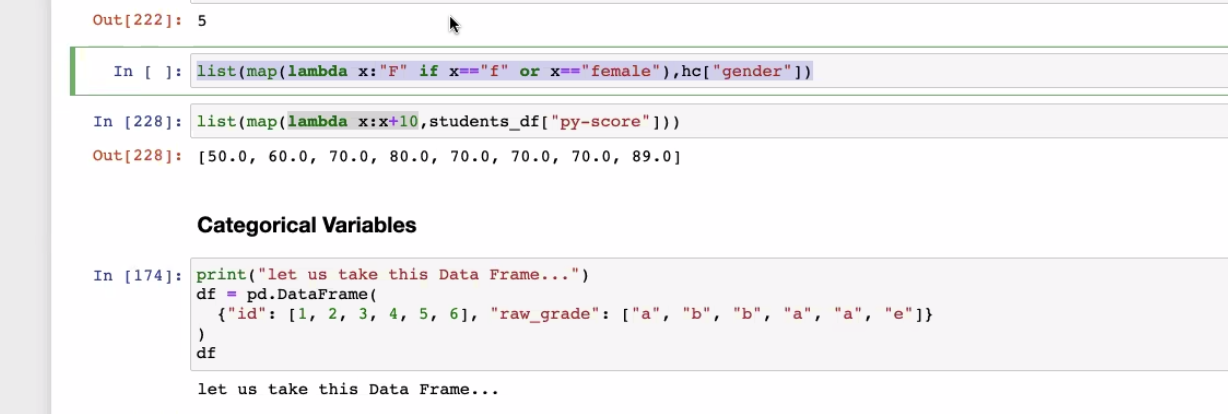 Out[222]: 5
In [ ]: list(map(lambda x:"F" if x=="f" or x=="female"),hc["gender"])
In [228]: list(map(lambda x:x+10,students_df["py-score"]))
Out[228]: [50.0, 60.0, 70.0, 80.0, 70.0, 70.0, 70.0, 89.0]
Categorical Variables
In [174]: print("let us take this Data Frame...")
df = pd.DataFrame(
{"id": [1, 2, 3, 4, 5, 6], "raw_grade": ["a", "b", "b", "a", "a", "e"]}
)
df
let us take this Data Frame...